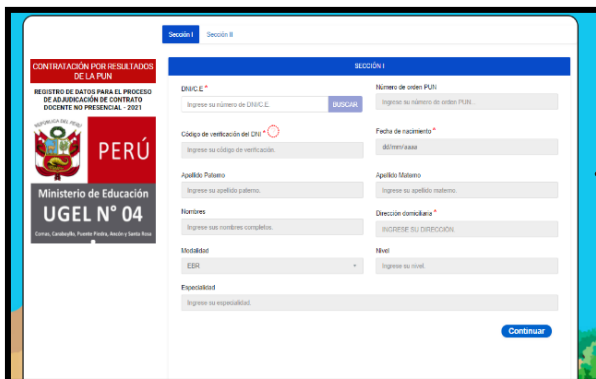 Sección I
Sección II
CONTRATACIÓN POR RESULTADOS
DE LA PUN
REGISTRO DE DATOS PARA EL PROCESO
DE ADJUDICACIÓN DE CONTRATO
DOCENTE NO PRESENCIAL - 2021
REPUBLICA DEL PERU
PERÚ
Ministerio de Educación
UGEL N° 04
Comas, Carabayllo, Puente Piedra, Ancón y Santa Rosa
SECCIÓN I
DNI/C.E *
Número de orden PUN
Ingrese su número de DNI/C.E.
BUSCAR
Ingrese su número de orden PUN...
Código de verificación del DNI *
Fecha de nacimiento *
Ingrese su código de verificación.
dd/mm/aaaa
Apellido Paterno
Apellido Materno
Ingrese su apellido paterno.
Ingrese su apellido materno.
Nombres
Dirección domiciliaria *
Ingrese sus nombres completos.
INGRESE SU DIRECCIÓN
Modalidad
Nivel
EBR
Ingrese su nivel.
Especialidad
Ingrese su especialidad.
Continuar